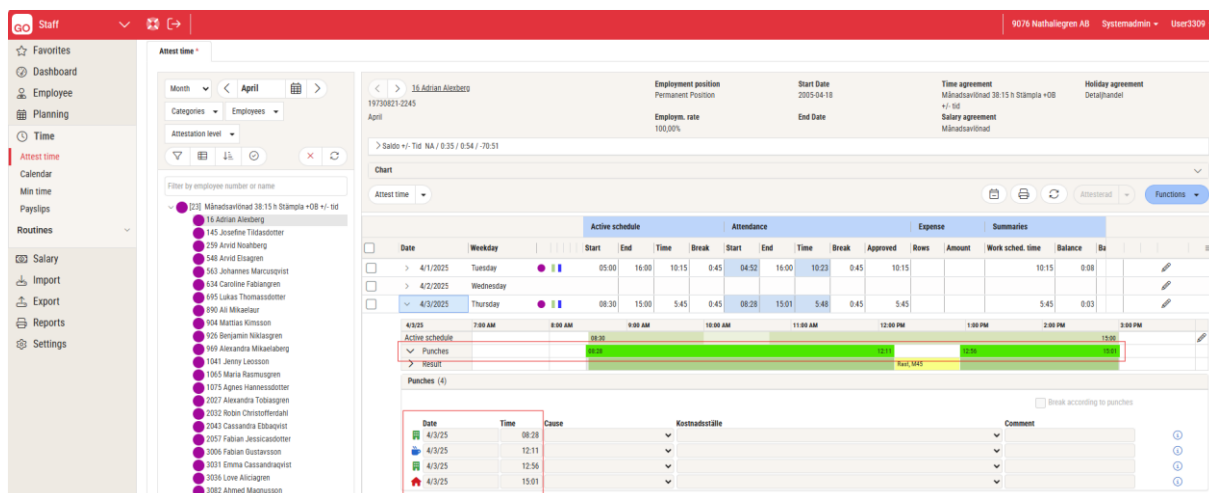 GO Staff 9076 Nathaliegren AB Systemadmin User3309
Favorites
Dashboard
Employee
Planning
Time
Attest time
Calendar
Min time
Payslips
Routines
Salary
Import
Export
Reports
Settings
Attest time *
Month April
Categories Employees
Attestation level
Filter by employee number or name
[23] Månadsavlönad 38:15 h Stämpla +OB +/- tid
16 Adrian Alexberg
145 Josefine Tildasdotter
259 Arvid Noahberg
548 Arvid Elsagren
563 Johannes Marcusqvist
634 Caroline Fabiangren
695 Lukas Thomassdotter
890 Ali Mikaelaur
904 Mattias Kimsson
926 Benjamin Niklasgren
969 Alexandra Mikaelaberg
1041 Jenny Leosson
1065 Maria Rasmusgren
1075 Agnes Hannessdotter
2027 Alexandra Tobiasgren
2032 Robin Christofferdahl
2043 Cassandra Ebbaqvist
2057 Fabian Jessicasdotter
3006 Fabian Gustavsson
3031 Emma Cassandraqvist
3036 Love Aliciagren
3082 Ahmed Magnusson
16 Adrian Alexberg
19730821-2245
April
Employment position
Permanent Position
Employm. rate
100,00%
Start Date
2005-04-18
End Date
Time agreement
Månadsavlönad 38:15 h Stämpla +OB
+/- tid
Salary agreement
Månadsavlönad
Holiday agreement
Detaljhandel
Saldo +/- Tid NA / 0:35 / 0:54 / -70:51
Chart
Attest time Attesterad Functions
Active schedule Attendance Expense Summaries
Date Weekday Start End Time Break Start End Time Break Approved Rows Amount Work sched. time Balance Ba
4/1/2025 Tuesday 05:00 16:00 10:15 0:45 04:52 16:00 10:23 0:45 10:15 10:15 0:08
4/2/2025 Wednesday
4/3/2025 Thursday 08:30 15:00 5:45 0:45 08:28 15:01 5:48 0:45 5:45 5:45 0:03
4/3/25 7:00 AM 8:00 AM 9:00 AM 10:00 AM 11:00 AM 12:00 PM 1:00 PM 2:00 PM 3:00 PM
Active schedule 08:30 15:00
Punches 08:28 12:11 12:56 15:01
Result Rast, M45
Punches (4)
Break according to punches
Date Time Cause Kostnadsställe Comment
4/3/25 08:28
4/3/25 12:11
4/3/25 12:56
4/3/25 15:01